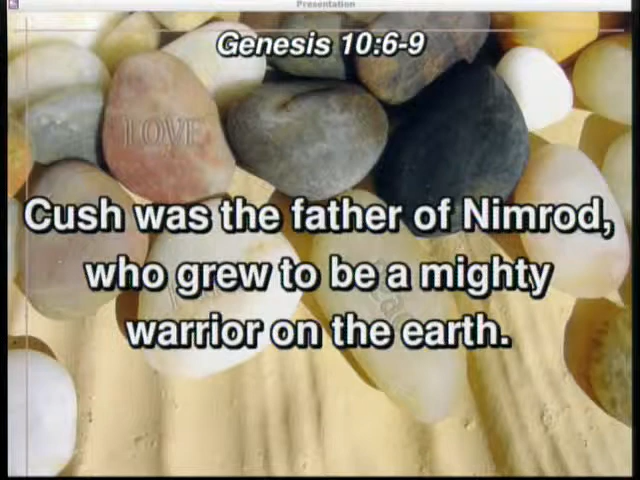 Presentation
Genesis 10:6-9
LOVE
Cush was the father of Nimrod,
who grew to be a mighty
warrior on the earth.